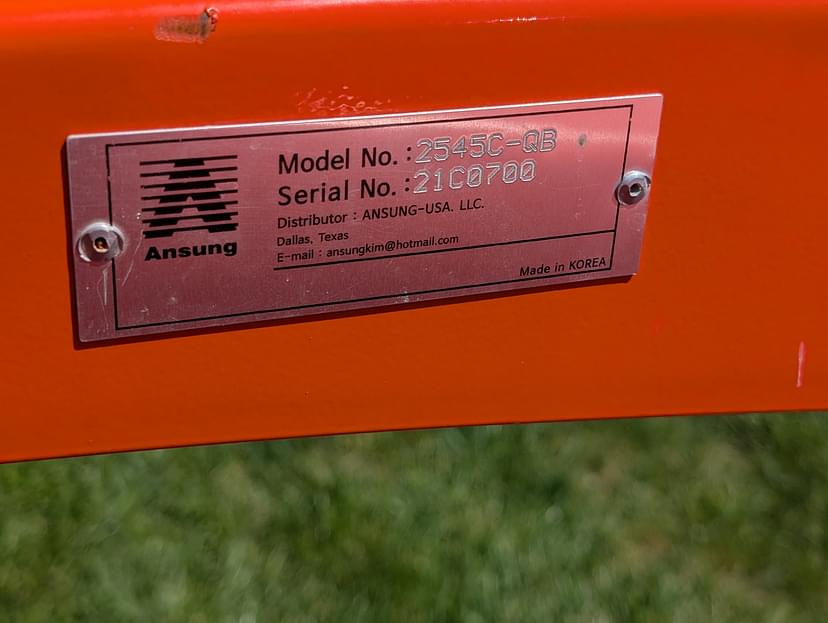 Ansung
Model No. : 2545C-QB
Serial No. : 21C0700
Distributor : ANSUNG-USA. LLC.
Dallas, Texas
E-mail : ansungkim@hotmail.com
Made in KOREA